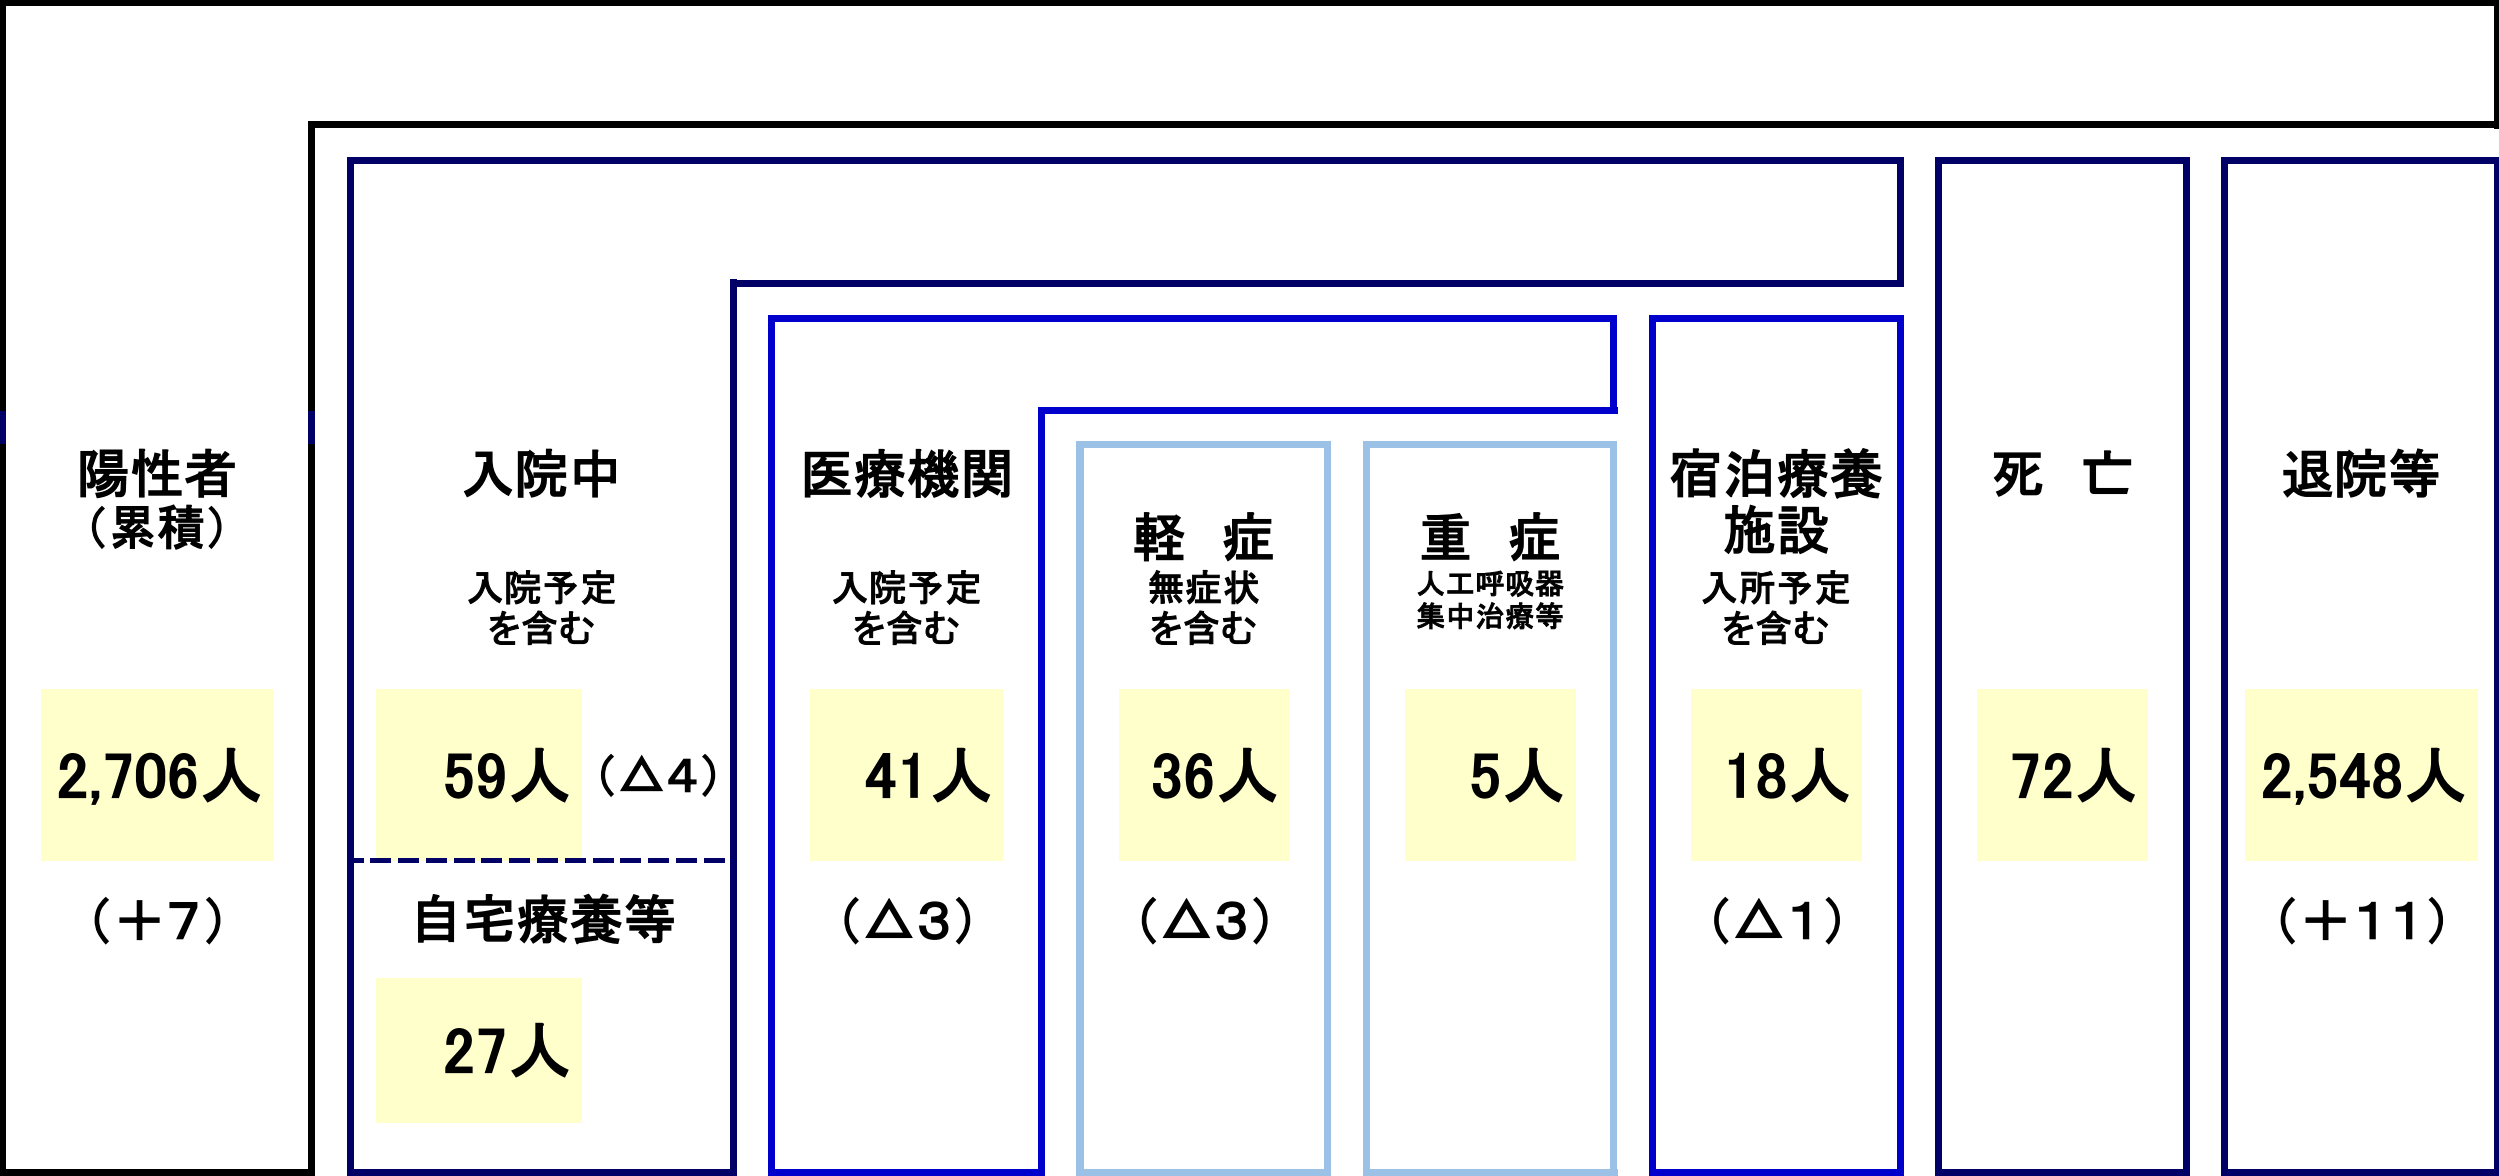 陽性者
（累積）
2,706人
（＋７）
入院中
入院予定
を含む
59人
（△４）
自宅療養等
27人
医療機関
入院予定
を含む
41人
（△３）
軽　症
無症状
を含む
36人
（△３）
重　症
人工呼吸器
集中治療等
5人
宿泊療養
施設
入所予定
を含む
18人
（△１）
死　亡
72人
退院等
2,548人
（＋１１）